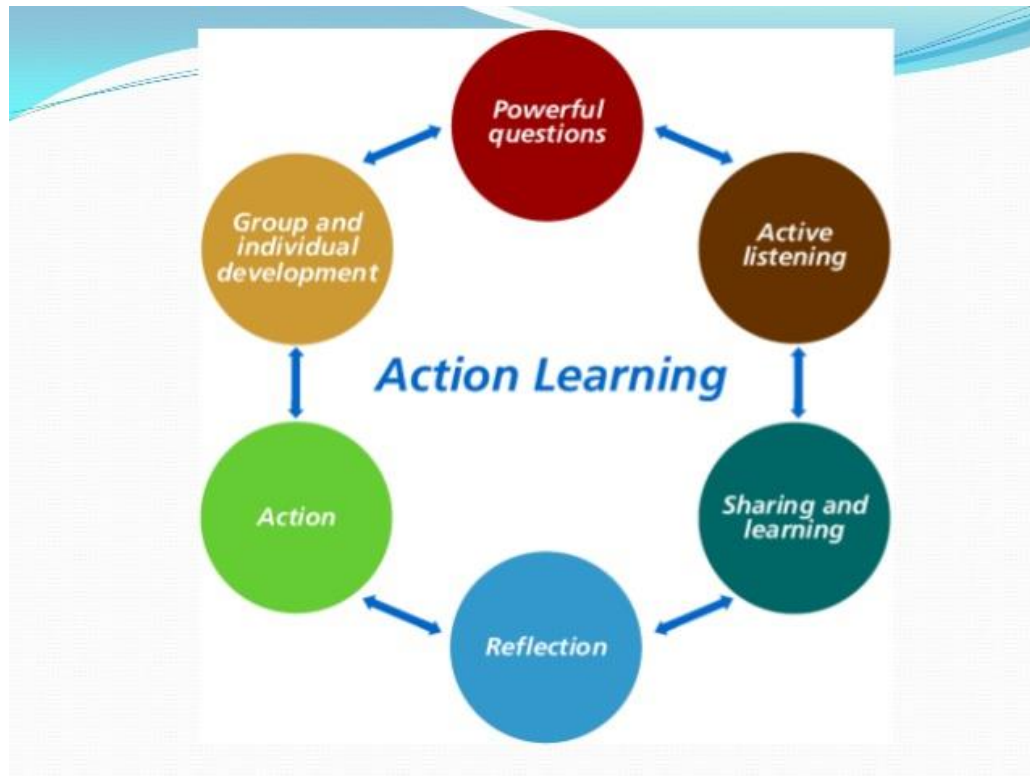 Powerful
questions
Group and
individual
development
Active
listening
Action Learning
Action
Sharing and
learning
Reflection